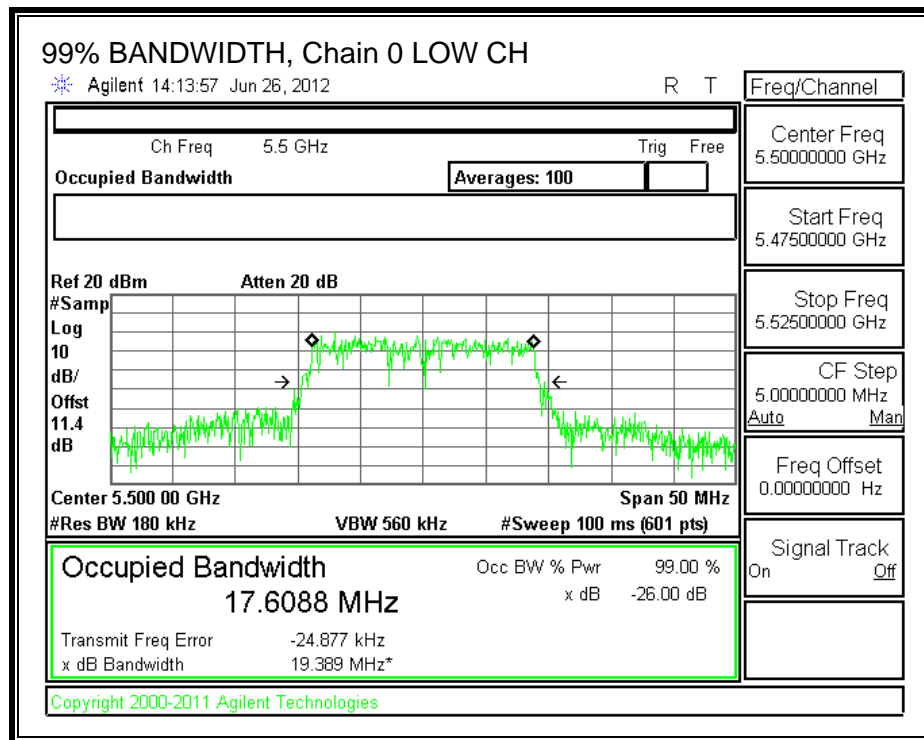 99% BANDWIDTH, Chain 0 LOW CH
Agilent 14:13:57 Jun 26, 2012 R T
Freq/Channel
Ch Freq 5.5 GHz Trig Free
Occupied Bandwidth Averages: 100
Center Freq
5.50000000 GHz
Start Freq
5.47500000 GHz
Stop Freq
5.52500000 GHz
CF Step
5.00000000 MHz
Auto Man
Freq Offset
0.00000000 Hz
Signal Track
On Off
Ref 20 dBm Atten 20 dB
#Samp
Log
10
dB/
Offst
11.4
dB
Center 5.500 00 GHz Span 50 MHz
#Res BW 180 kHz VBW 560 kHz #Sweep 100 ms (601 pts)
Occupied Bandwidth Occ BW % Pwr 99.00 %
17.6088 MHz x dB -26.00 dB
Transmit Freq Error -24.877 kHz
x dB Bandwidth 19.389 MHz*
Copyright 2000-2011 Agilent Technologies